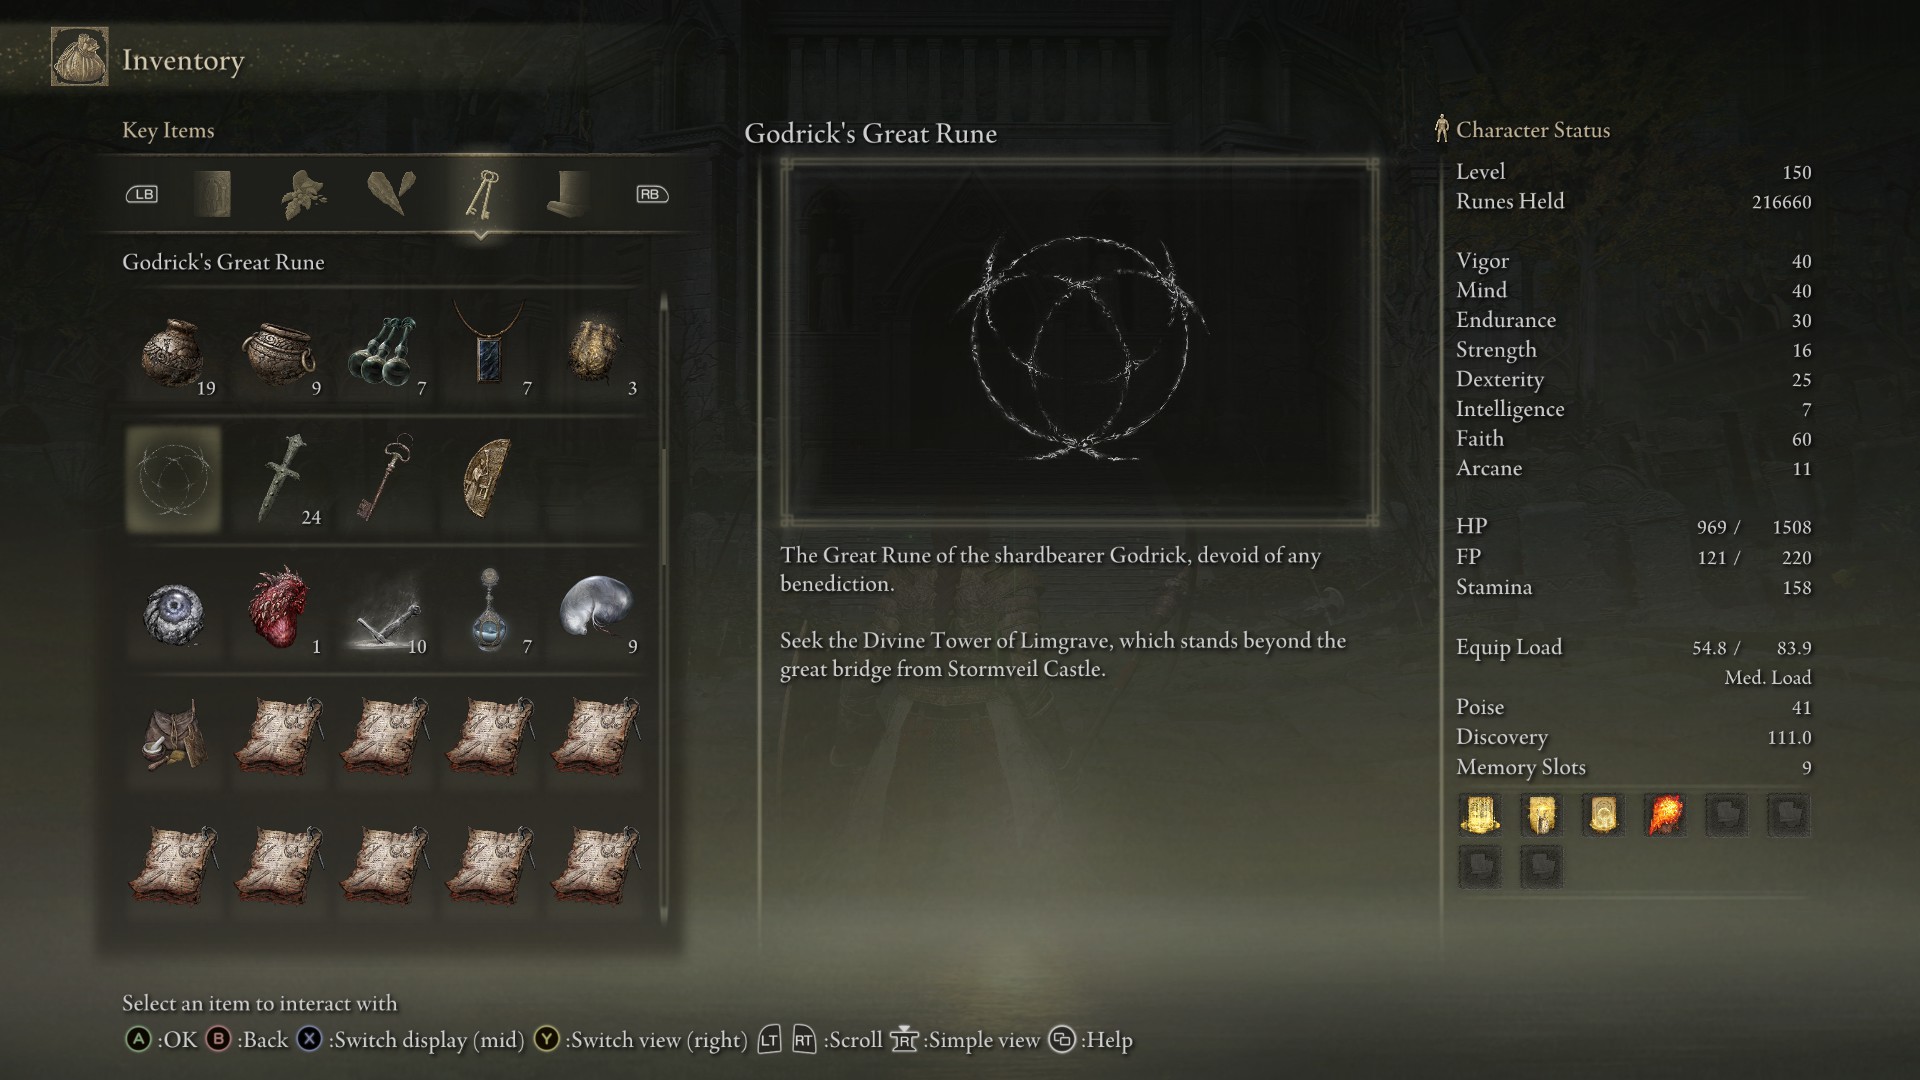 Inventory
Key Items
LB
RB
Godrick's Great Rune
19
9
7
7
3
24
1
10
7
9
Godrick's Great Rune
The Great Rune of the shardbearer Godrick, devoid of any
benediction.
Seek the Divine Tower of Limgrave, which stands beyond the
great bridge from Stormveil Castle.
Character Status
Level 150
Runes Held 216660
Vigor 40
Mind 40
Endurance 30
Strength 16
Dexterity 25
Intelligence 7
Faith 60
Arcane 11
HP 969 / 1508
FP 121 / 220
Stamina 158
Equip Load 54.8 / 83.9
Med. Load
Poise 41
Discovery 111.0
Memory Slots 9
Select an item to interact with
A :OK B :Back X :Switch display (mid) Y :Switch view (right) LT RT :Scroll R :Simple view :Help